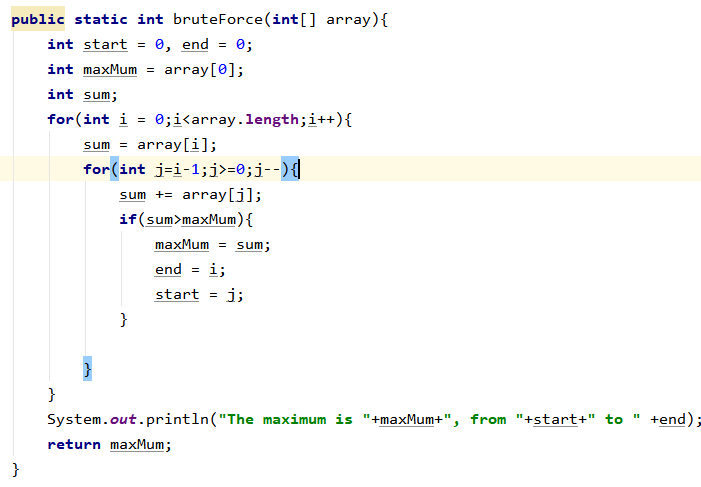 public static int bruteForce(int[] array){
int start = 0, end = 0;
int maxMum = array[0];
int sum;
for(int i = 0;i<array.length;i++){
sum = array[i];
for(int j=i-1;j>=0;j--){
sum += array[j];
if(sum>maxMum){
maxMum = sum;
end = i;
start = j;
}
}
}
System.out.println("The maximum is "+maxMum+", from "+start+" to " +end);
return maxMum;
}